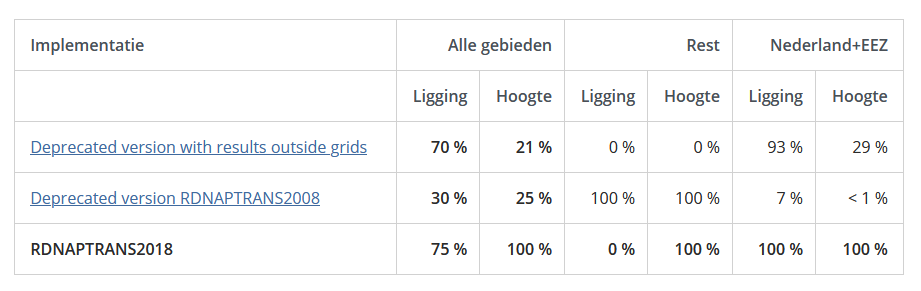 Implementatie Alle gebieden Rest Nederland+EEZ
Ligging Hoogte Ligging Hoogte Ligging Hoogte
Deprecated version with results outside grids 70 % 21 % 0 % 0 % 93 % 29 %
Deprecated version RDNAPTRANS2008 30 % 25 % 100 % 100 % 7 % < 1 %
RDNAPTRANS2018 75 % 100 % 0 % 100 % 100 % 100 %